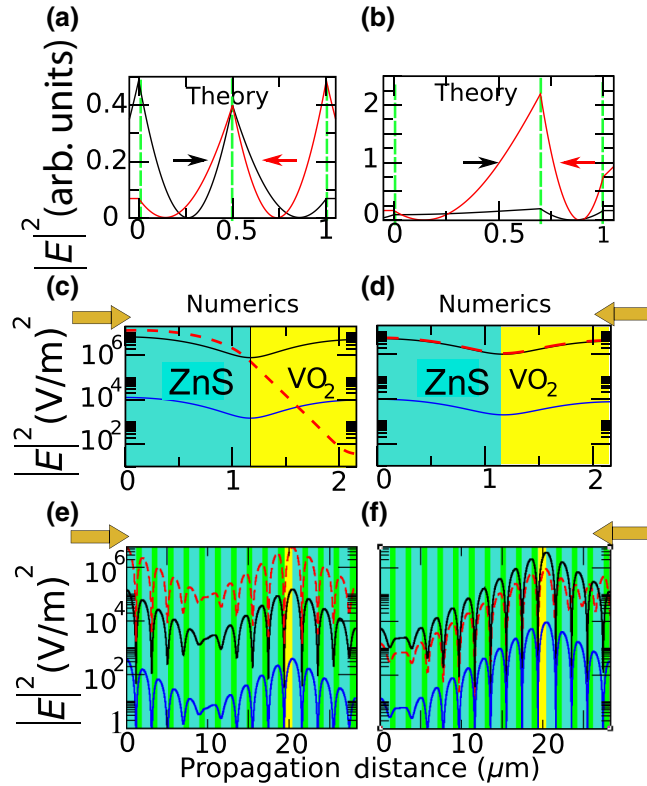 (a)
(b)
|E|² (arb. units)
0.4
0.2
0
Theory
0
0.5
1
2
1
0
Theory
0
0.5
1
(c)
Numerics
(d)
Numerics
|E|² (V/m)²
10⁶
10⁴
10²
ZnS
VO₂
0
1
2
ZnS
VO₂
0
1
2
(e)
(f)
|E|² (V/m)²
10⁶
10⁴
10²
1
0
10
20
0
10
20
Propagation distance (μm)